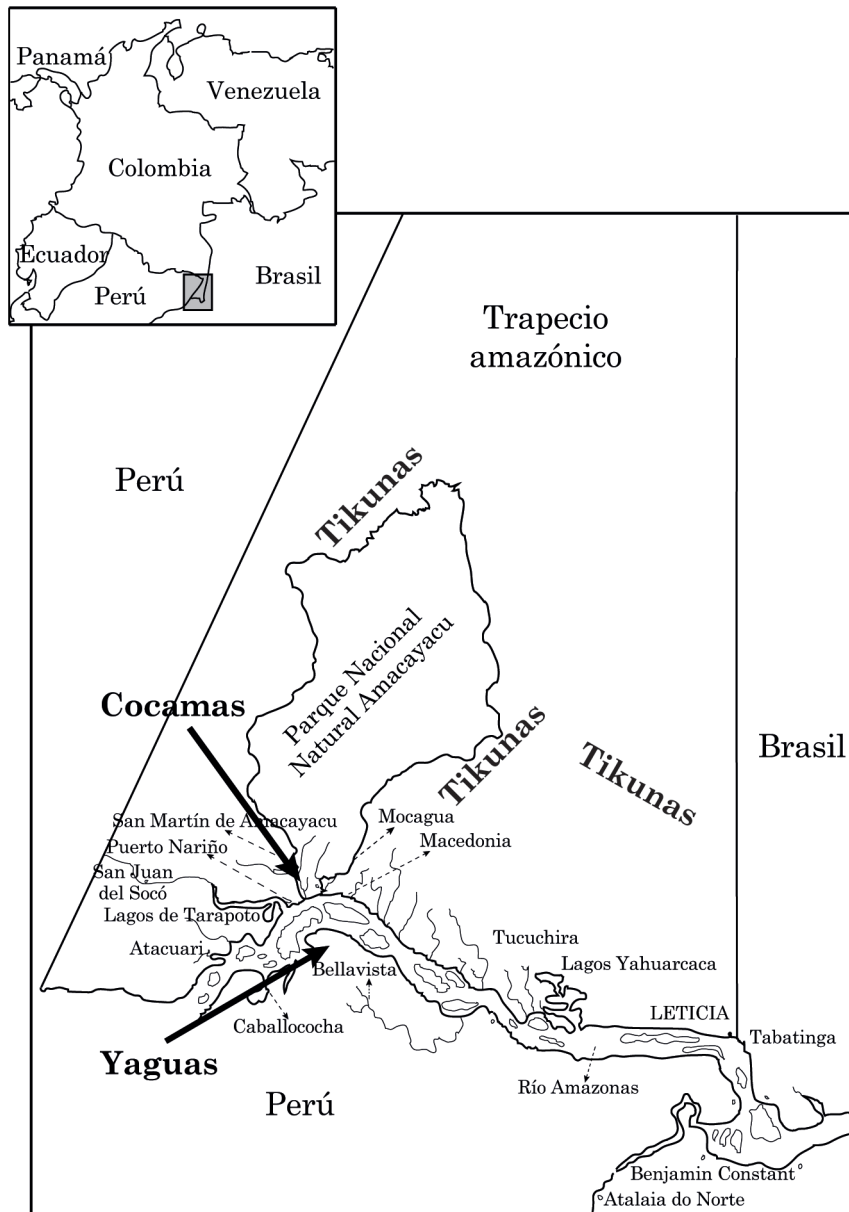 Panamá
Venezuela
Colombia
Ecuador
Perú
Brasil
Trapecio
amazónico
Perú
Tikunas
Parque Nacional
Natural Amacayacu
Cocamas
Tikunas
Tikunas
Brasil
San Martín de Amacayacu
Mocagua
Puerto Nariño
Macedonia
San Juan
del Socó
Lagos de Tarapoto
Atacuari
Tucuchira
Bellavista
Lagos Yahuarcaca
Caballococha
LETICIA
Tabatinga
Yaguas
Río Amazonas
Perú
Benjamin Constant
Atalaia do Norte